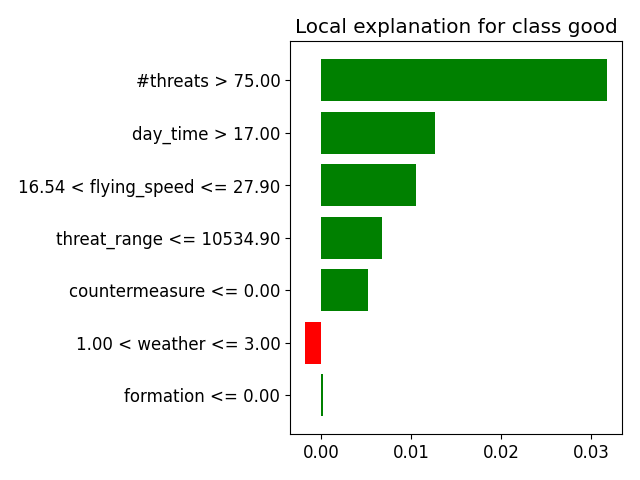 Local explanation for class good
#threats > 75.00
day_time > 17.00
16.54 < flying_speed <= 27.90
threat_range <= 10534.90
countermeasure <= 0.00
1.00 < weather <= 3.00
formation <= 0.00
0.00 0.01 0.02 0.03